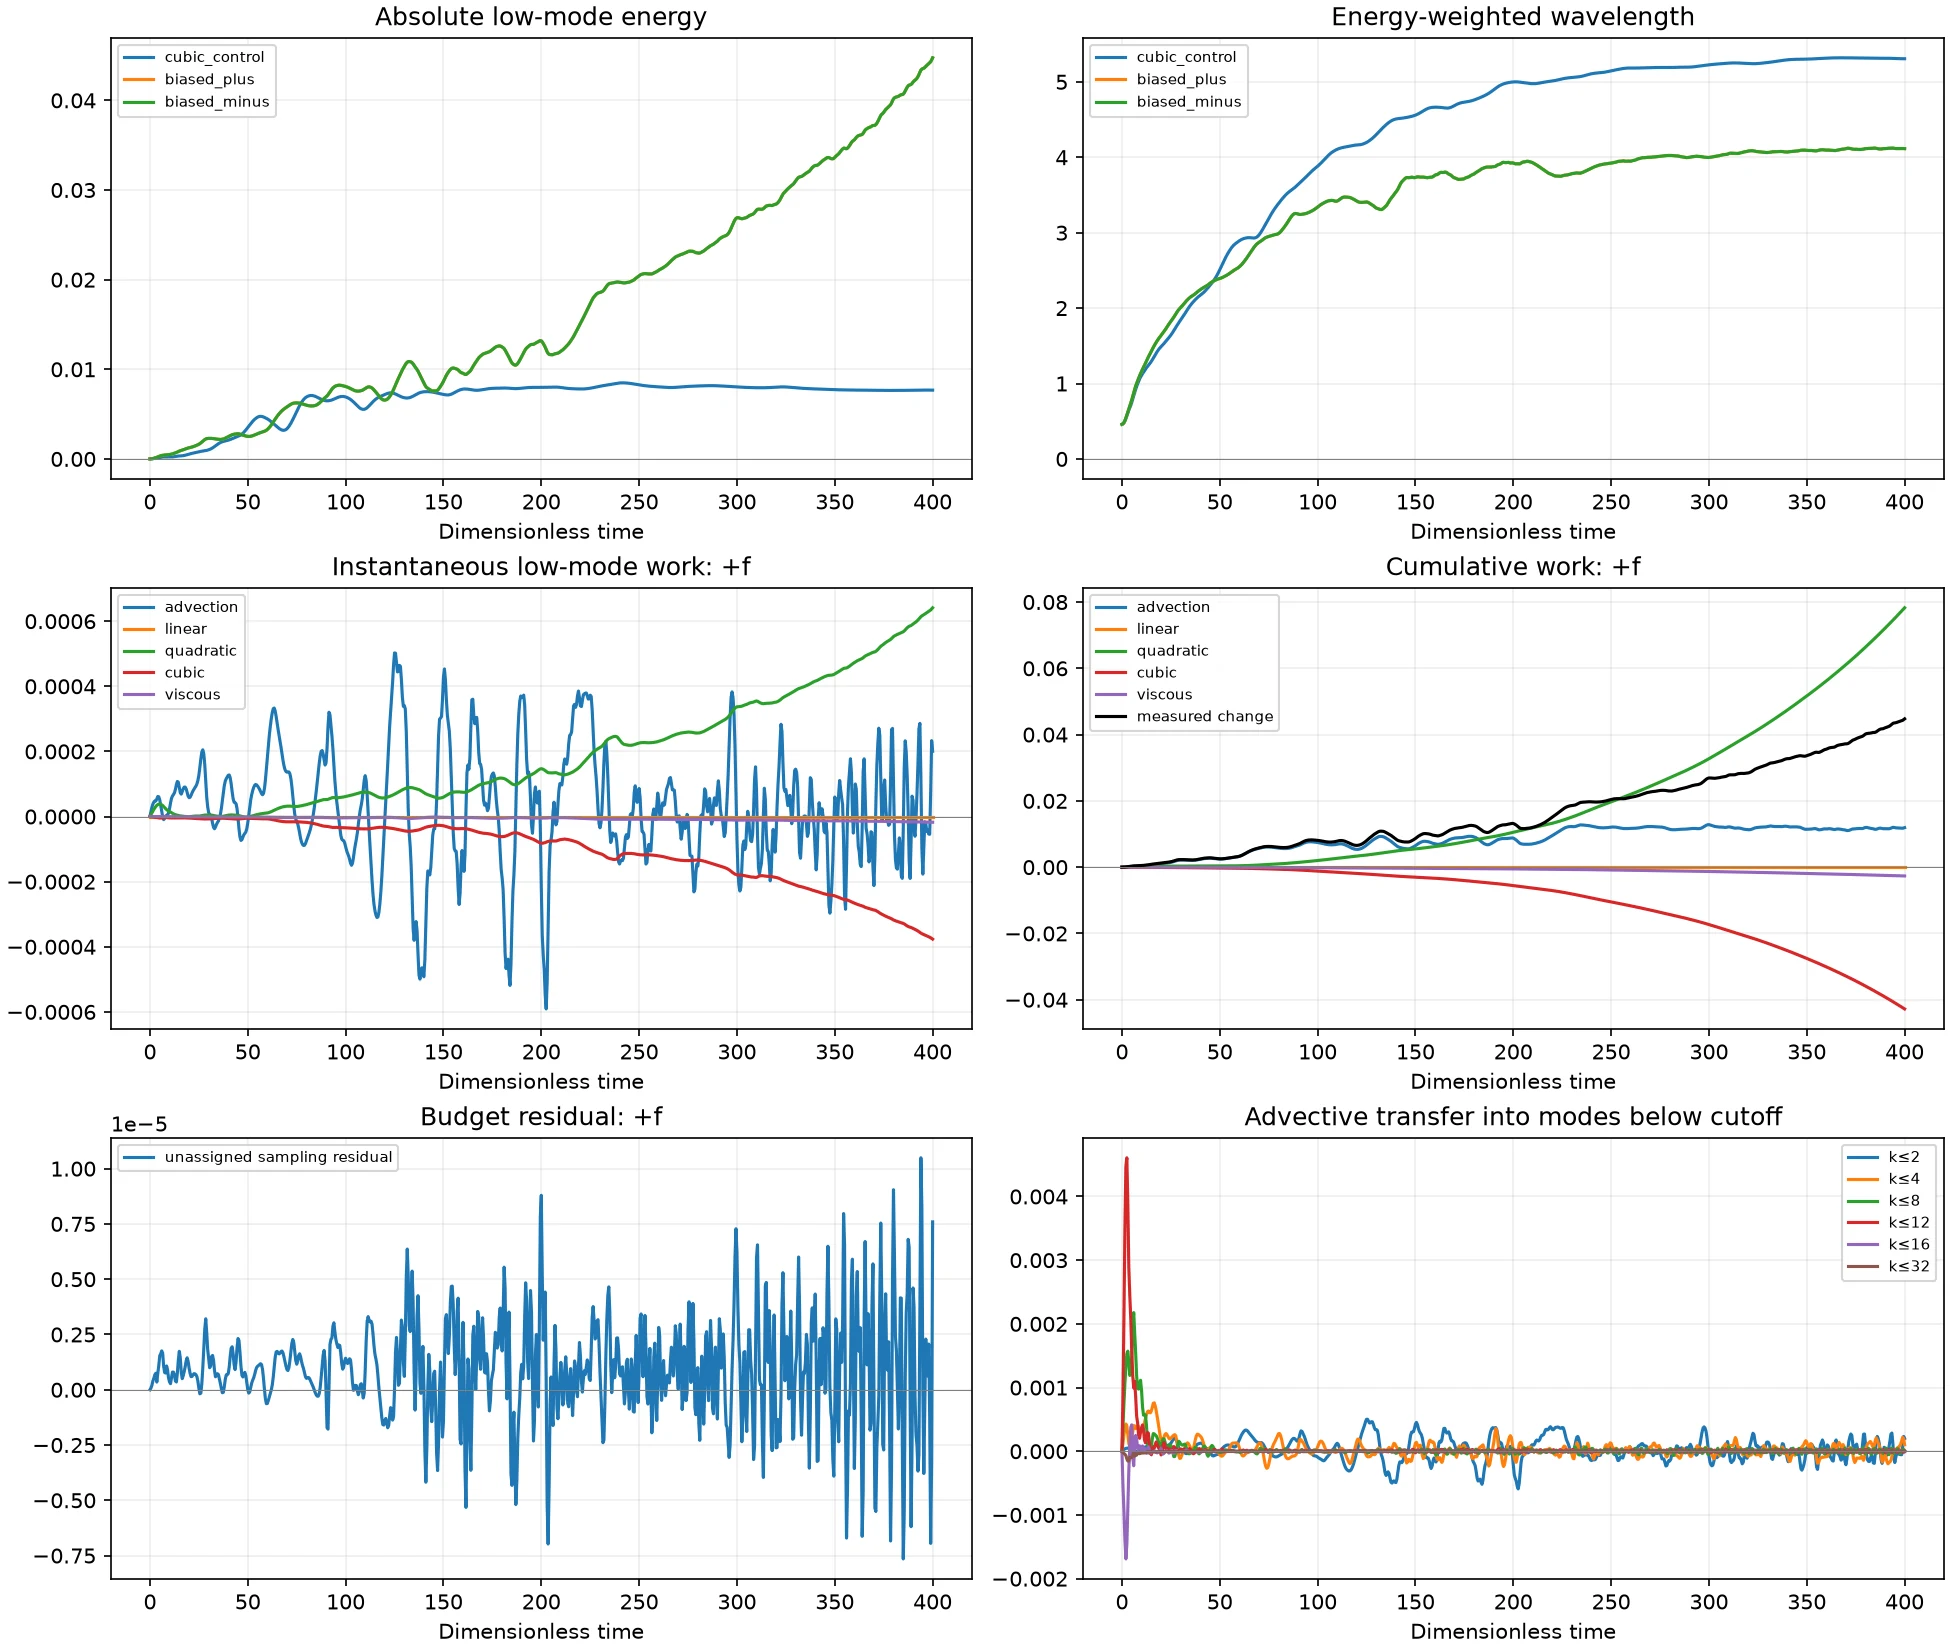 Absolute low-mode energy
cubic_control
biased_plus
biased_minus
0.04
0.03
0.02
0.01
0.00
0 50 100 150 200 250 300 350 400
Dimensionless time
Energy-weighted wavelength
cubic_control
biased_plus
biased_minus
5
4
3
2
1
0
0 50 100 150 200 250 300 350 400
Dimensionless time
Instantaneous low-mode work: +f
advection
linear
quadratic
cubic
viscous
0.0006
0.0004
0.0002
0.0000
−0.0002
−0.0004
−0.0006
0 50 100 150 200 250 300 350 400
Dimensionless time
Cumulative work: +f
advection
linear
quadratic
cubic
viscous
measured change
0.08
0.06
0.04
0.02
0.00
−0.02
−0.04
0 50 100 150 200 250 300 350 400
Dimensionless time
Budget residual: +f
1e−5
unassigned sampling residual
1.00
0.75
0.50
0.25
0.00
−0.25
−0.50
−0.75
0 50 100 150 200 250 300 350 400
Dimensionless time
Advective transfer into modes below cutoff
k≤2
k≤4
k≤8
k≤12
k≤16
k≤32
0.004
0.003
0.002
0.001
0.000
−0.001
−0.002
0 50 100 150 200 250 300 350 400
Dimensionless time